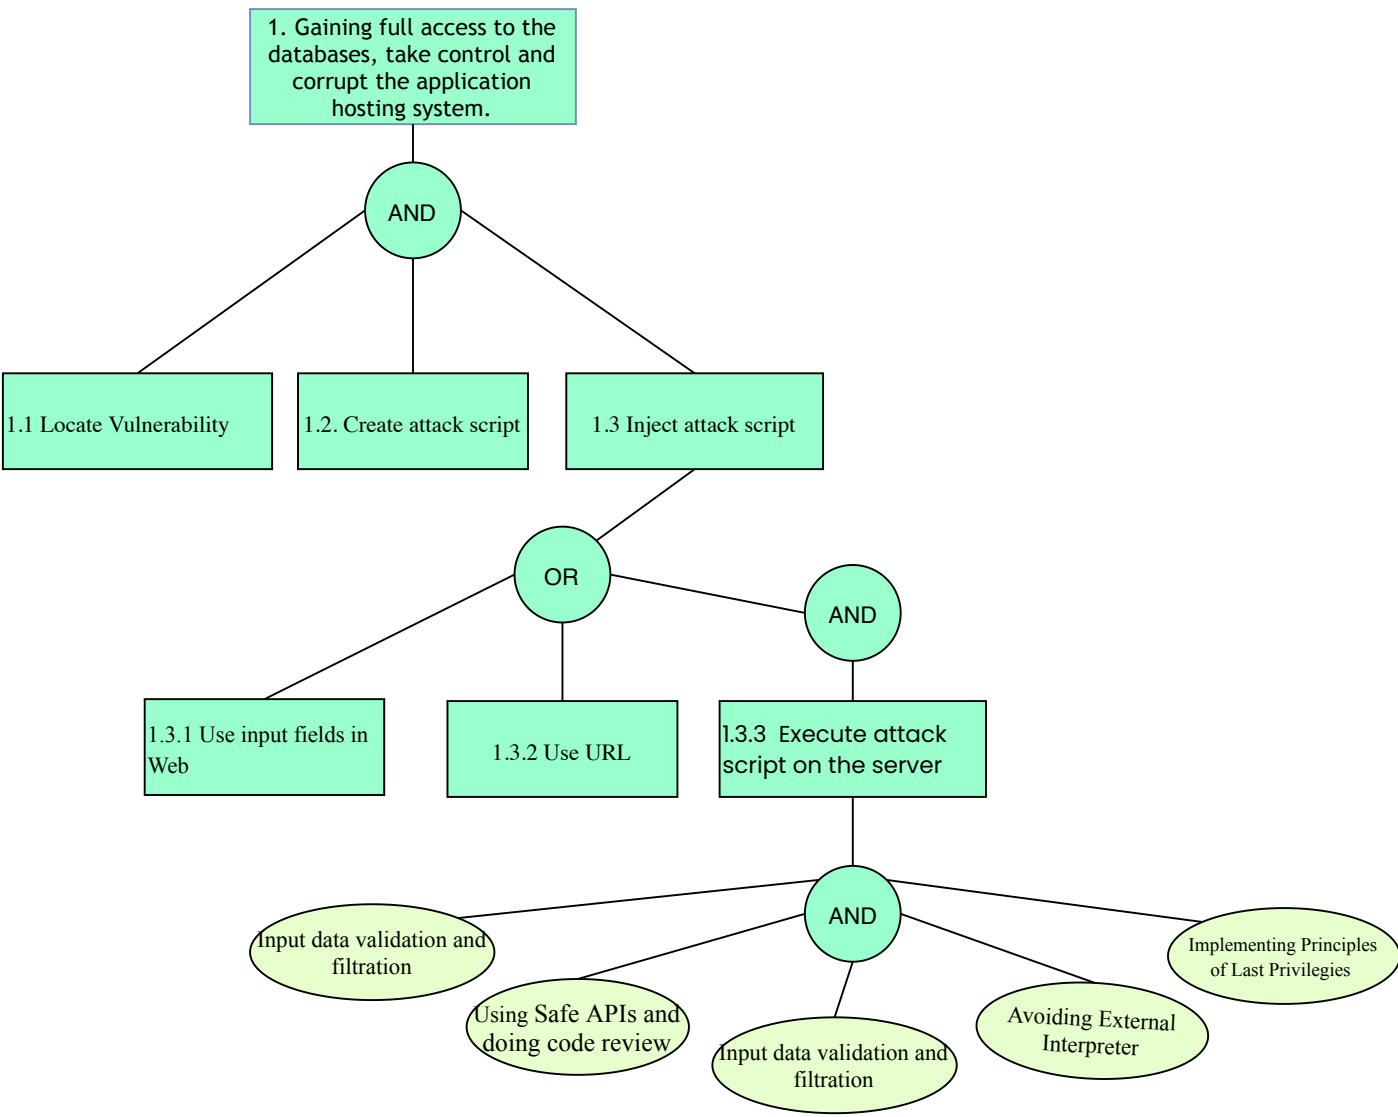 1. Gaining full access to the
databases, take control and
corrupt the application
hosting system.
AND
1.1 Locate Vulnerability
1.2. Create attack script
1.3 Inject attack script
OR
AND
1.3.1 Use input fields in
Web
1.3.2 Use URL
1.3.3 Execute attack
script on the server
AND
Input data validation and
filtration
Using Safe APIs and
doing code review
Input data validation and
filtration
Avoiding External
Interpreter
Implementing Principles
of Last Privilegies